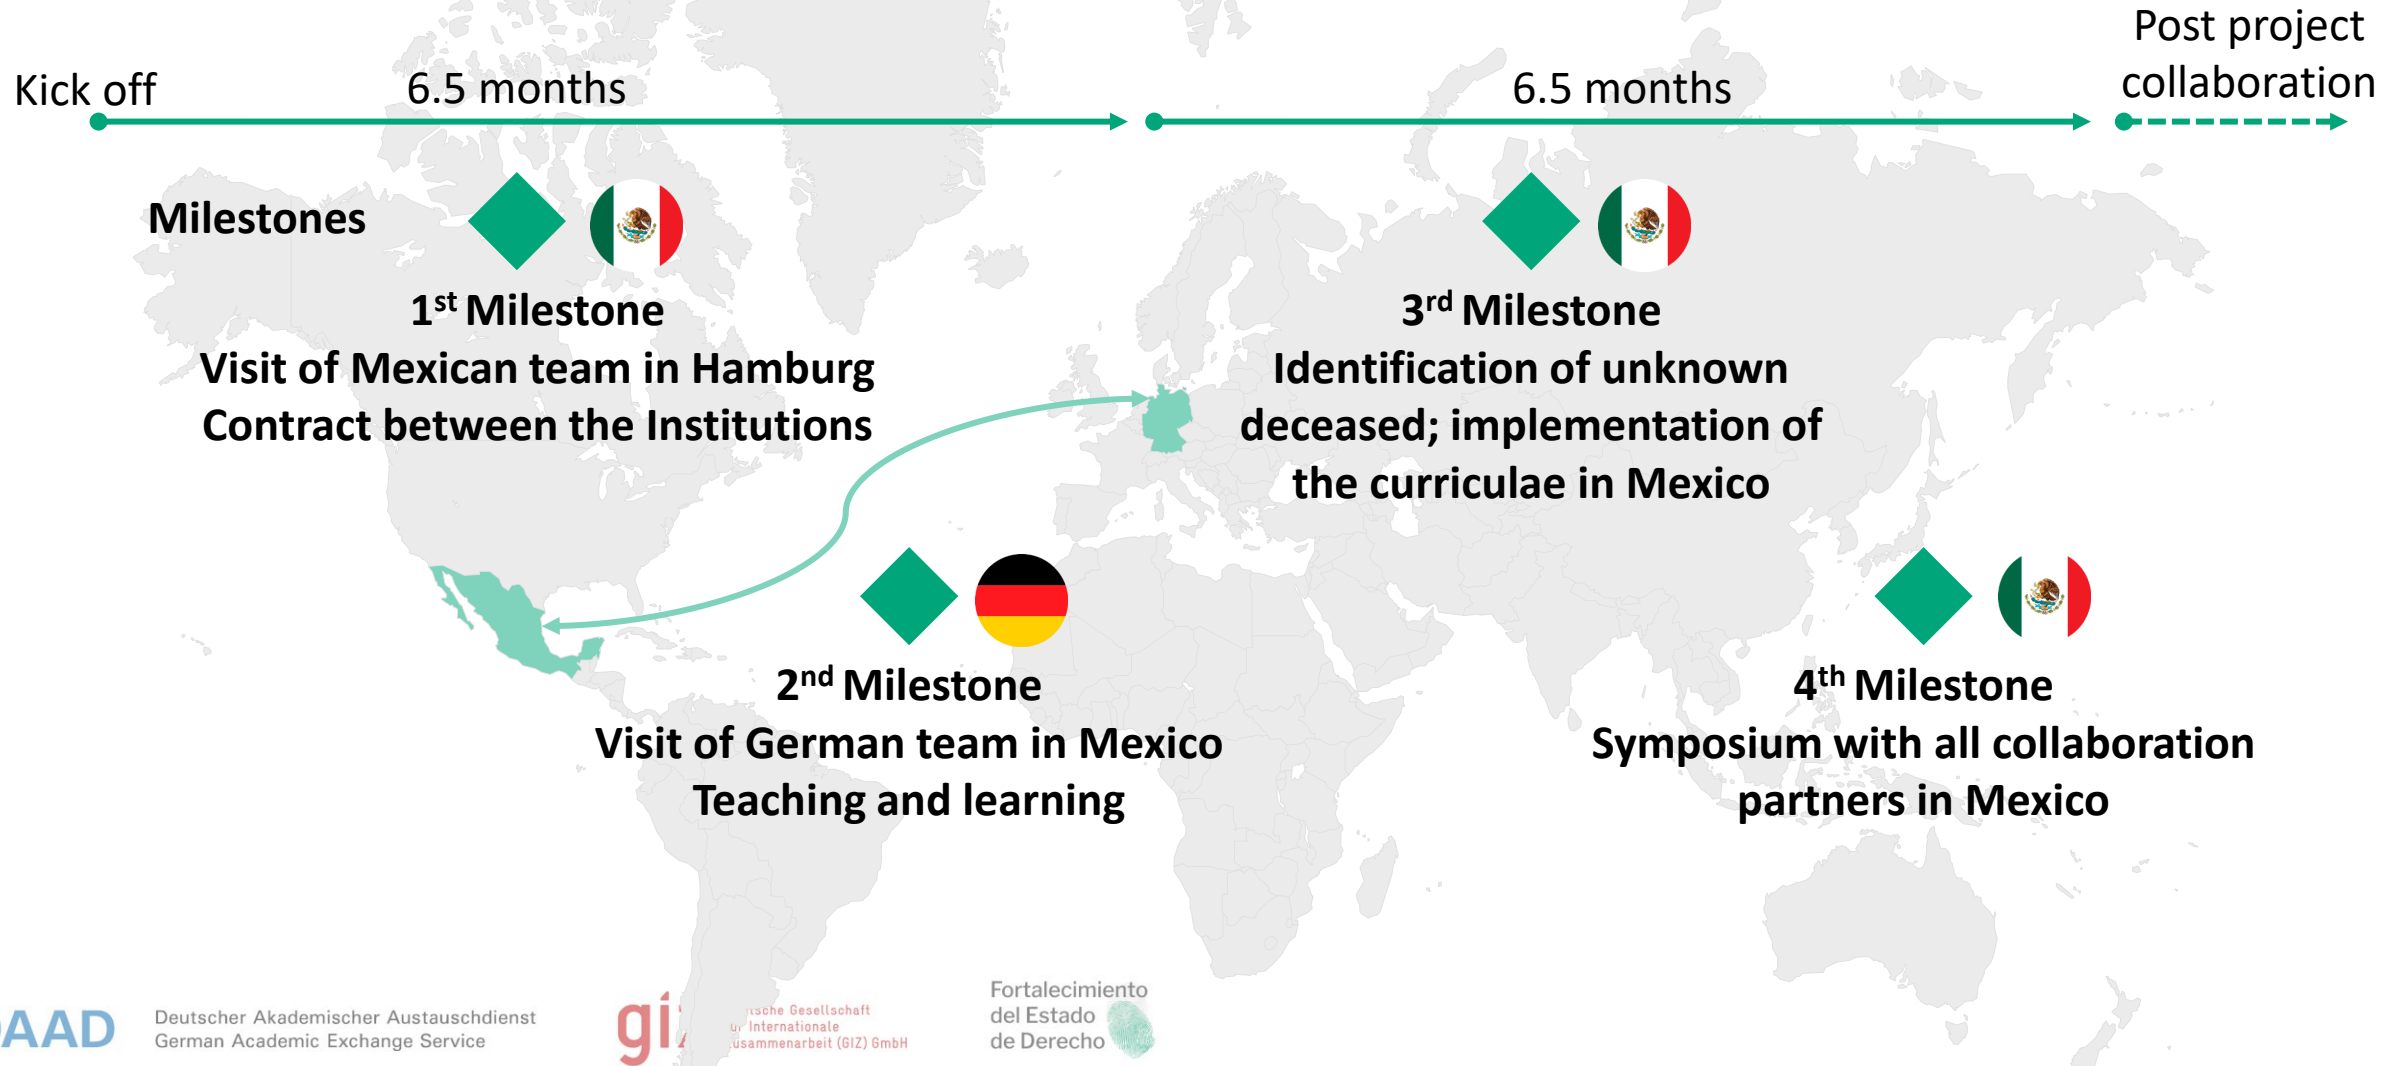 Post project
collaboration
Kick off
6.5 months
6.5 months
Milestones
1st Milestone
Visit of Mexican team in Hamburg
Contract between the Institutions
3rd Milestone
Identification of unknown
deceased; implementation of
the curriculae in Mexico
2nd Milestone
Visit of German team in Mexico
Teaching and learning
4th Milestone
Symposium with all collaboration
partners in Mexico
AAD
Deutscher Akademischer Austauschdienst
German Academic Exchange Service
gi
Gesellschaft
Internationale
(GIZ) GmbH
Fortalecimiento
del Estado
de Derecho